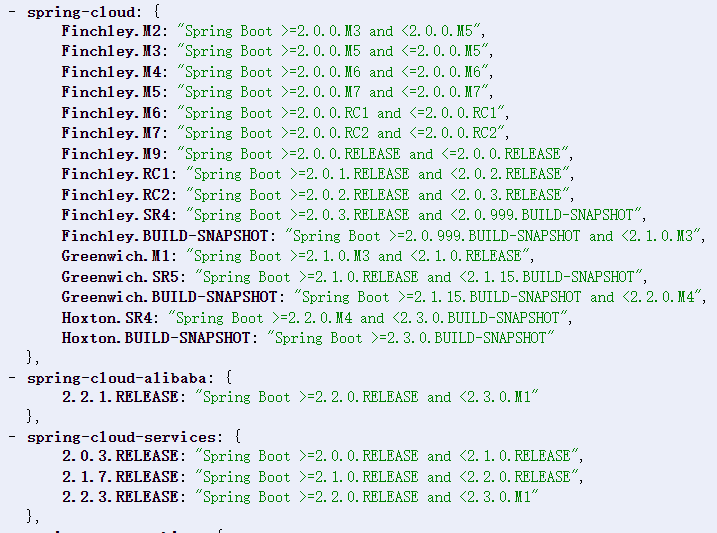 - spring-cloud: {
Finchley.M2: "Spring Boot >=2.0.0.M3 and <2.0.0.M5",
Finchley.M3: "Spring Boot >=2.0.0.M5 and <=2.0.0.M5",
Finchley.M4: "Spring Boot >=2.0.0.M6 and <=2.0.0.M6",
Finchley.M5: "Spring Boot >=2.0.0.M7 and <=2.0.0.M7",
Finchley.M6: "Spring Boot >=2.0.0.RC1 and <=2.0.0.RC1",
Finchley.M7: "Spring Boot >=2.0.0.RC2 and <=2.0.0.RC2",
Finchley.M9: "Spring Boot >=2.0.0.RELEASE and <=2.0.0.RELEASE",
Finchley.RC1: "Spring Boot >=2.0.1.RELEASE and <2.0.2.RELEASE",
Finchley.RC2: "Spring Boot >=2.0.2.RELEASE and <2.0.3.RELEASE",
Finchley.SR4: "Spring Boot >=2.0.3.RELEASE and <2.0.999.BUILD-SNAPSHOT",
Finchley.BUILD-SNAPSHOT: "Spring Boot >=2.0.999.BUILD-SNAPSHOT and <2.1.0.M3",
Greenwich.M1: "Spring Boot >=2.1.0.M3 and <2.1.0.RELEASE",
Greenwich.SR5: "Spring Boot >=2.1.0.RELEASE and <2.1.15.BUILD-SNAPSHOT",
Greenwich.BUILD-SNAPSHOT: "Spring Boot >=2.1.15.BUILD-SNAPSHOT and <2.2.0.M4",
Hoxton.SR4: "Spring Boot >=2.2.0.M4 and <2.3.0.BUILD-SNAPSHOT",
Hoxton.BUILD-SNAPSHOT: "Spring Boot >=2.3.0.BUILD-SNAPSHOT"
},
- spring-cloud-alibaba: {
2.2.1.RELEASE: "Spring Boot >=2.2.0.RELEASE and <2.3.0.M1"
},
- spring-cloud-services: {
2.0.3.RELEASE: "Spring Boot >=2.0.0.RELEASE and <2.1.0.RELEASE",
2.1.7.RELEASE: "Spring Boot >=2.1.0.RELEASE and <2.2.0.RELEASE",
2.2.3.RELEASE: "Spring Boot >=2.2.0.RELEASE and <2.3.0.M1"
},